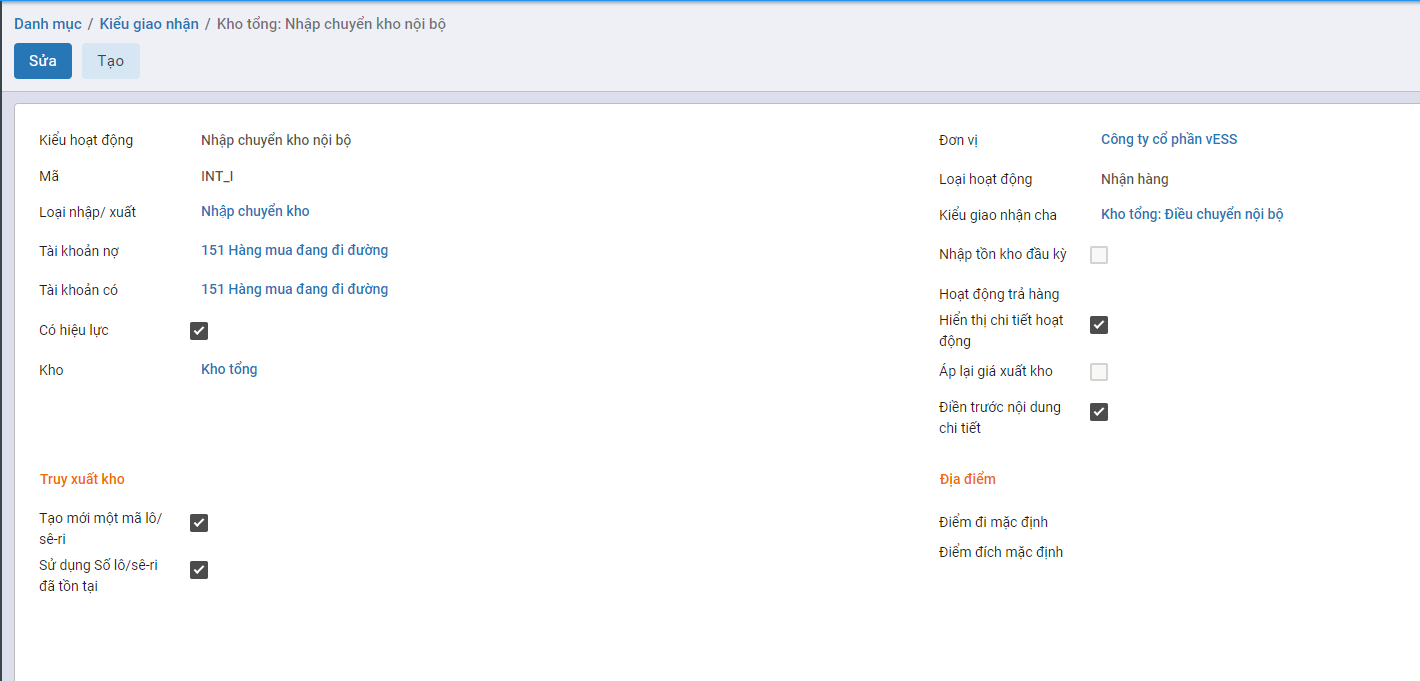 Danh mục / Kiểu giao nhận / Kho tổng: Nhập chuyển kho nội bộ
Sửa
Tạo
Kiểu hoạt động
Nhập chuyển kho nội bộ
Mã
INT_I
Loại nhập/ xuất
Nhập chuyển kho
Tài khoản nợ
151 Hàng mua đang đi đường
Tài khoản có
151 Hàng mua đang đi đường
Có hiệu lực
Kho
Kho tổng
Đơn vị
Công ty cổ phần vESS
Loại hoạt động
Nhận hàng
Kiểu giao nhận cha
Kho tổng: Điều chuyển nội bộ
Nhập tồn kho đầu kỳ
Hoạt động trả hàng
Hiển thị chi tiết hoạt
động
Áp lại giá xuất kho
Điền trước nội dung
chi tiết
Truy xuất kho
Tạo mới một mã lô/
sê-ri
Sử dụng Số lô/sê-ri
đã tồn tại
Địa điểm
Điểm đi mặc định
Điểm đích mặc định